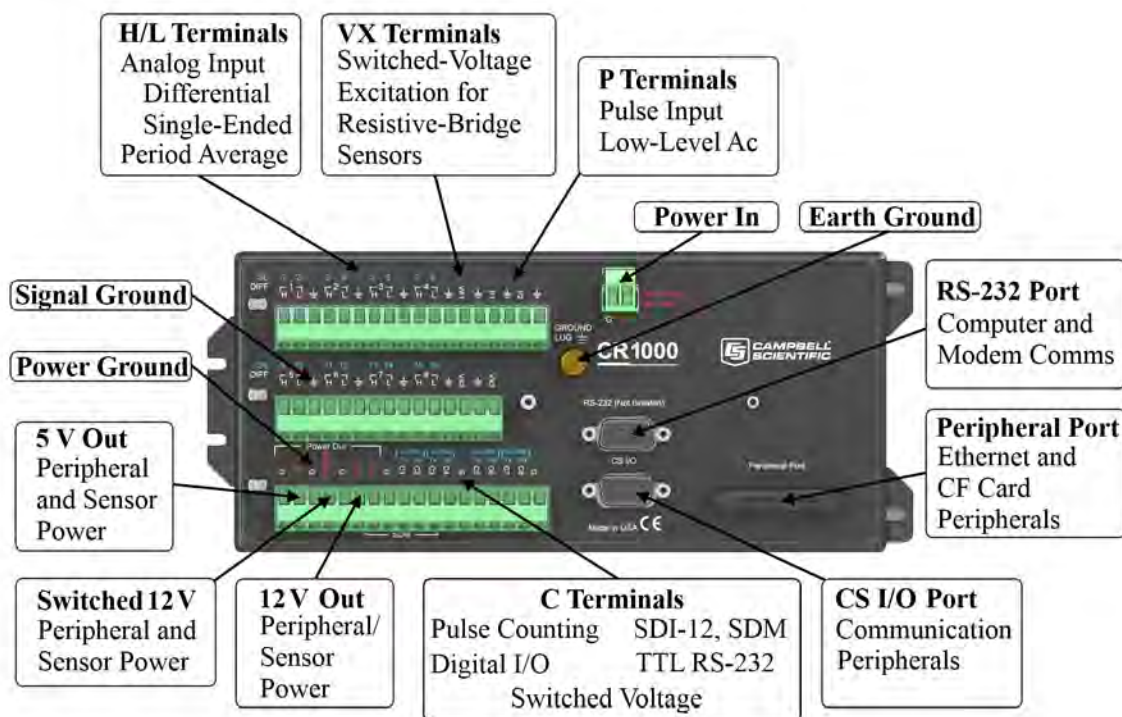 H/L Terminals
Analog Input
Differential
Single-Ended
Period Average
VX Terminals
Switched-Voltage
Excitation for
Resistive-Bridge
Sensors
P Terminals
Pulse Input
Low-Level Ac
Power In
Earth Ground
Signal Ground
Power Ground
RS-232 Port
Computer and
Modem Comms
GROUND
LUG
CR1000
CAMPBELL
SCIENTIFIC
RS-232 (Not Isolated)
CS I/O
Peripheral Port
Made in USA CE
Power Out
DIFF
DIFF
5 V Out
Peripheral
and Sensor
Power
Peripheral Port
Ethernet and
CF Card
Peripherals
Switched 12 V
Peripheral and
Sensor Power
12 V Out
Peripheral/
Sensor
Power
C Terminals
Pulse Counting SDI-12, SDM
Digital I/O TTL RS-232
Switched Voltage
CS I/O Port
Communication
Peripherals